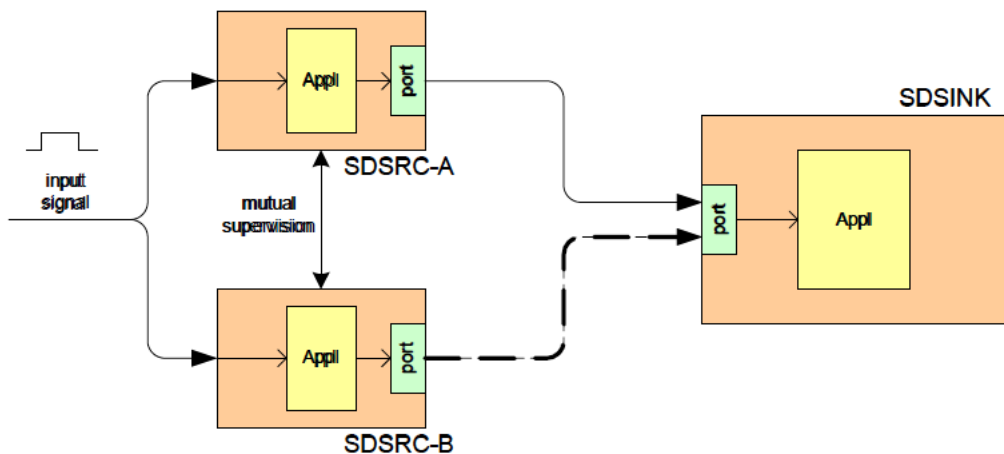 Appl
port
SDSRC-A
SDSINK
input
signal
mutual
supervision
port
Appl
Appl
port
SDSRC-B